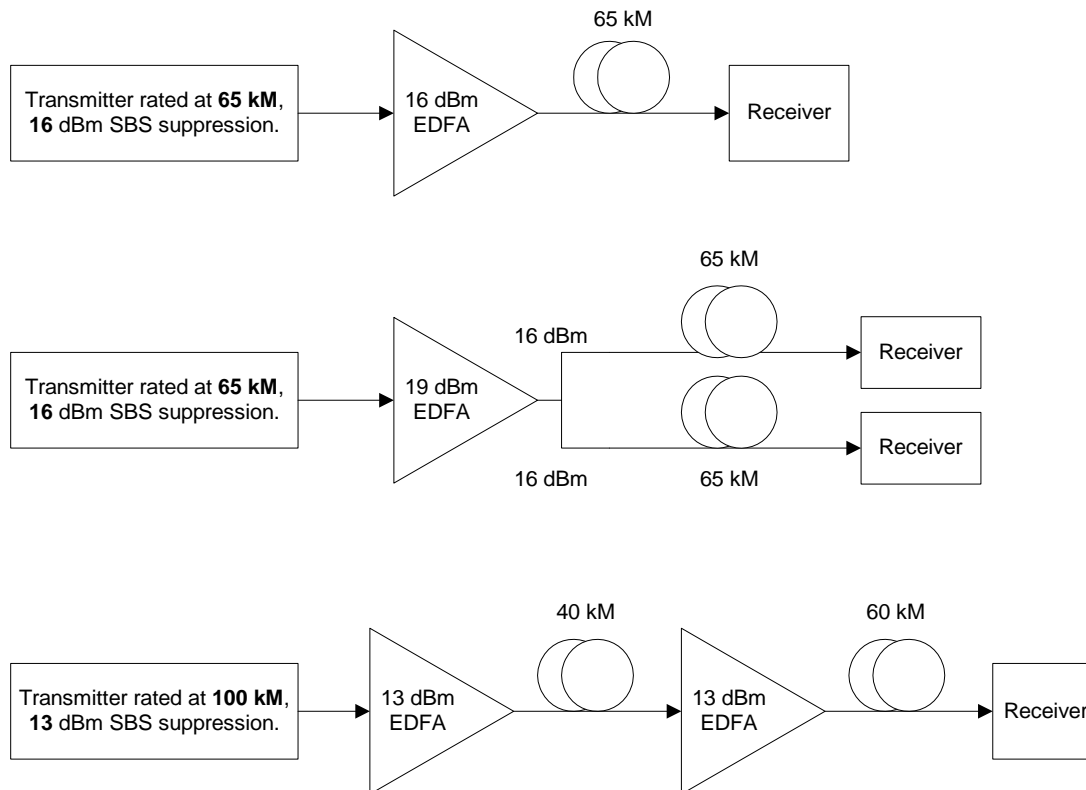 65 kM
Transmitter rated at 65 kM,
16 dBm SBS suppression.
16 dBm
EDFA
Receiver
65 kM
16 dBm
Receiver
Transmitter rated at 65 kM,
16 dBm SBS suppression.
19 dBm
EDFA
Receiver
16 dBm
65 kM
40 kM
60 kM
Transmitter rated at 100 kM,
13 dBm SBS suppression.
13 dBm
EDFA
13 dBm
EDFA
Receiver